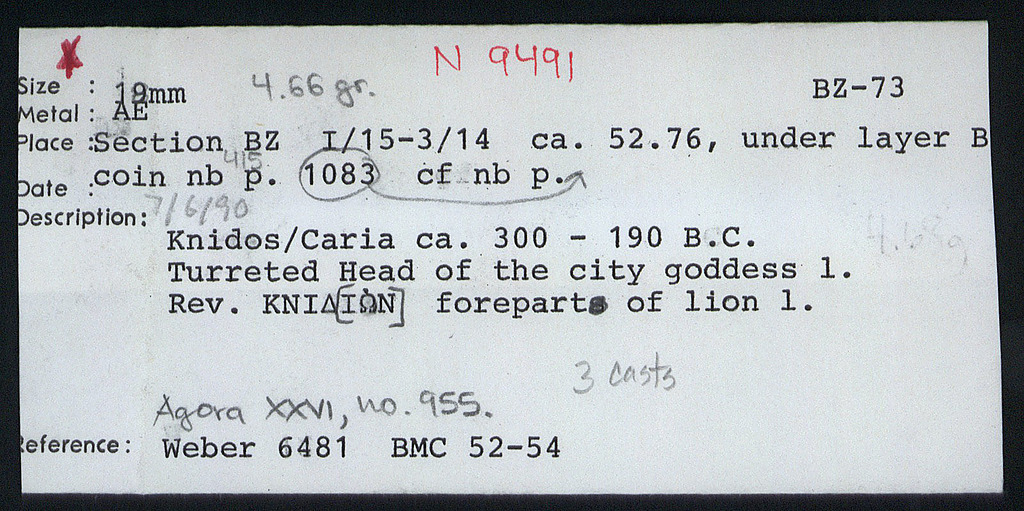 N 9491
Size : 19mm 4.66 gr. BZ-73
Metal : AE
Place : Section BZ I/15-3/14 ca. 52.76, under layer B
415
Date : coin nb p. 1083 cf nb p.
7/6/90
Description:
Knidos/Caria ca. 300 - 190 B.C.
Turreted Head of the city goddess l.
Rev. ΚΝΙΔ[ΙΩΝ] forepart of lion l.
3 casts
Agora XXVI, no. 955.
Reference: Weber 6481 BMC 52-54